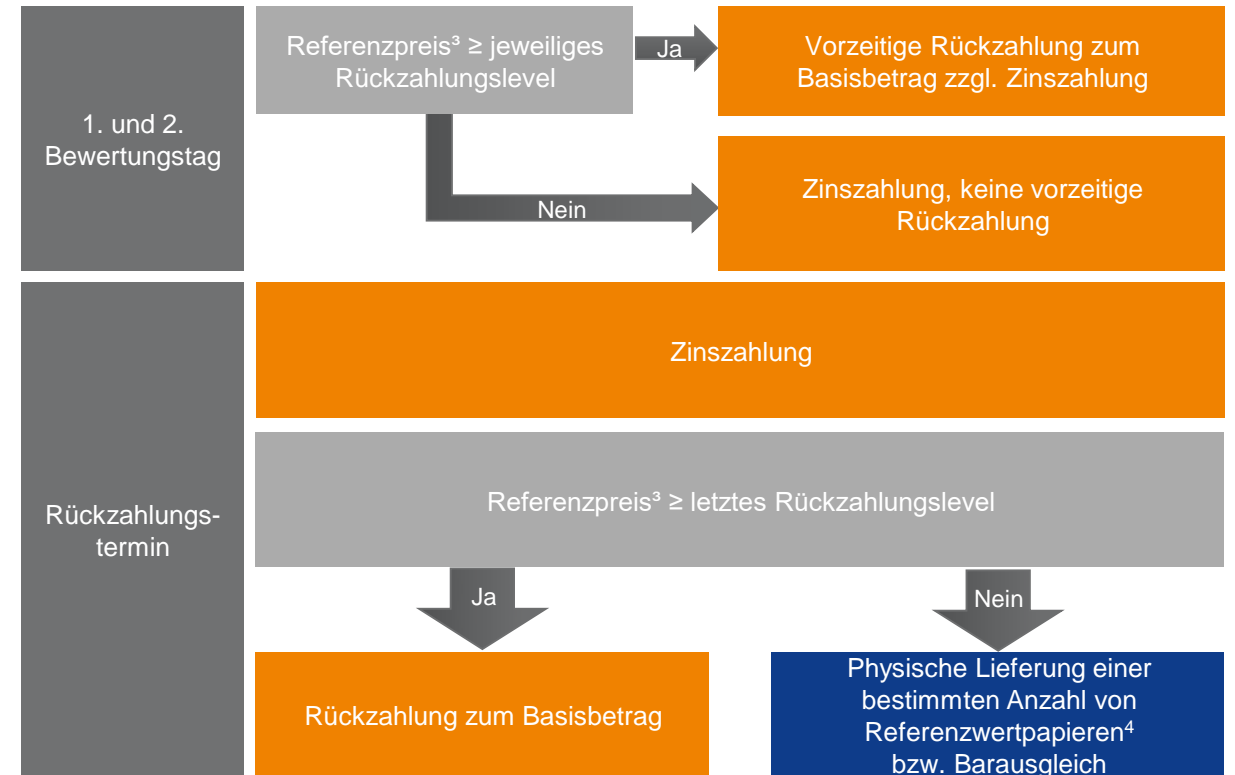 1. und 2.
Bewertungstag
Referenzpreis³ ≥ jeweiliges
Rückzahlungslevel
Ja
Vorzeitige Rückzahlung zum
Basisbetrag zzgl. Zinszahlung
Nein
Zinszahlung, keine vorzeitige
Rückzahlung
Rückzahlungs-
termin
Zinszahlung
Referenzpreis³ ≥ letztes Rückzahlungslevel
Ja
Nein
Rückzahlung zum Basisbetrag
Physische Lieferung einer
bestimmten Anzahl von
Referenzwertpapieren⁴
bzw. Barausgleich